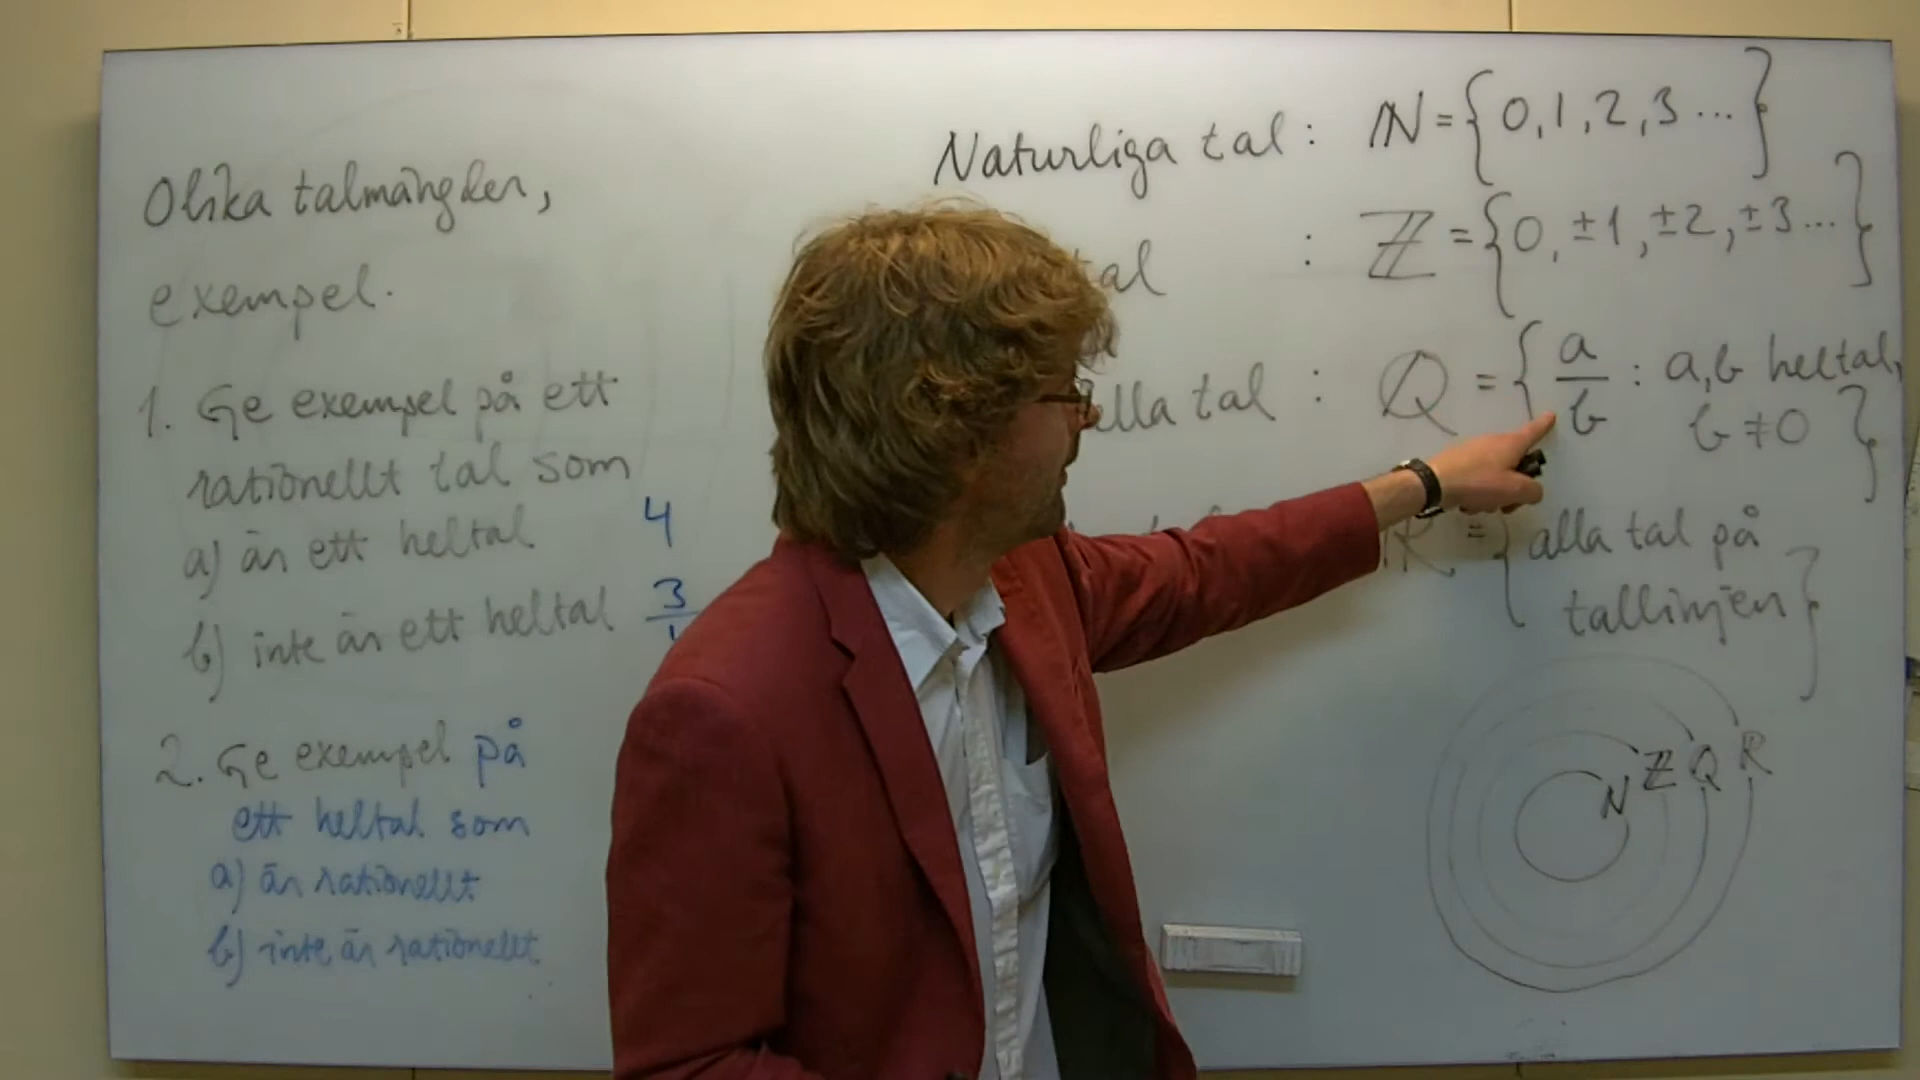 Olika talmängder,
exempel.
1. Ge exempel på ett
rationellt tal som
a) är ett heltal 4
b) inte är ett heltal 3
2. Ge exempel på
ett heltal som
a) är rationellt
b) inte är rationellt
Naturliga tal : ℕ = { 0, 1, 2, 3 ... }
: ℤ = { 0, ±1, ±2, ±3 ... }
tal : ℚ = { a/b : a, b heltal,
b ≠ 0 }
ℝ = { alla tal på
tallinjen }
N ℤ Q R